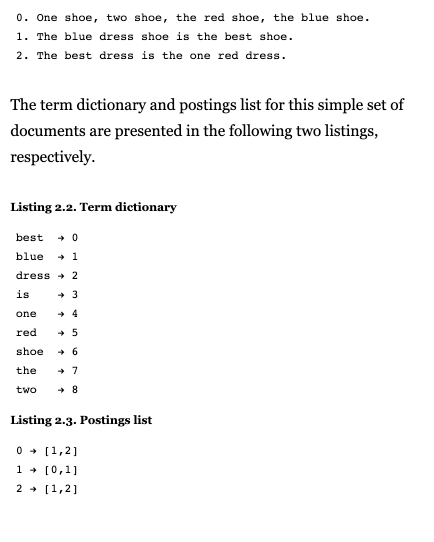 0. One shoe, two shoe, the red shoe, the blue shoe.
1. The blue dress shoe is the best shoe.
2. The best dress is the one red dress.
The term dictionary and postings list for this simple set of
documents are presented in the following two listings,
respectively.
Listing 2.2. Term dictionary
best → 0
blue → 1
dress → 2
is → 3
one → 4
red → 5
shoe → 6
the → 7
two → 8
Listing 2.3. Postings list
0 → [1,2]
1 → [0,1]
2 → [1,2]